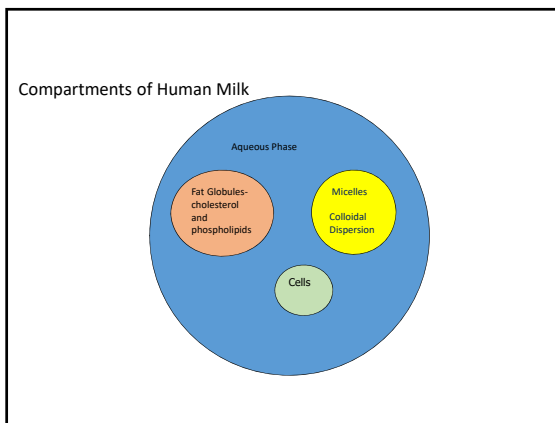 Compartments of Human Milk
Aqueous Phase
Fat Globules-
cholesterol
and
phospholipids
Micelles
Colloidal
Dispersion
Cells